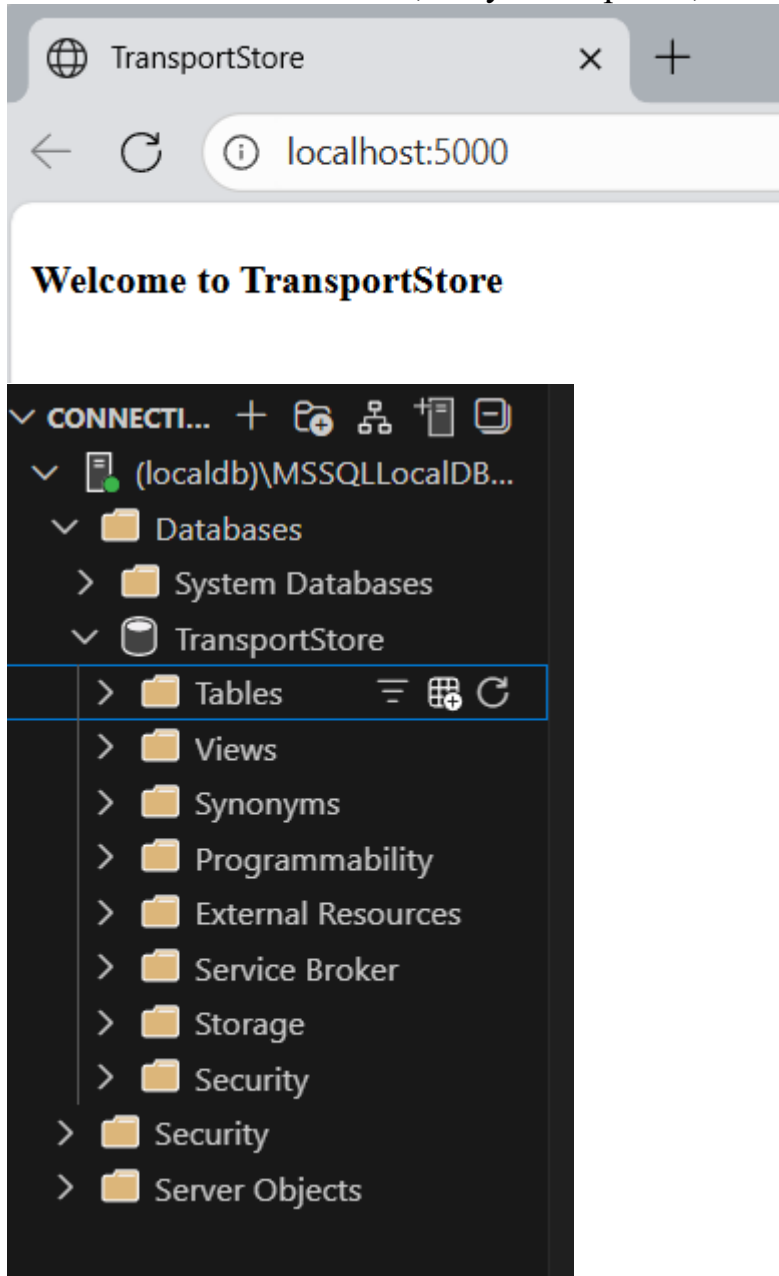 TransportStore
localhost:5000
Welcome to TransportStore
CONNECTI...
(localdb)\MSSQLLocalDB...
Databases
System Databases
TransportStore
Tables
Views
Synonyms
Programmability
External Resources
Service Broker
Storage
Security
Security
Server Objects